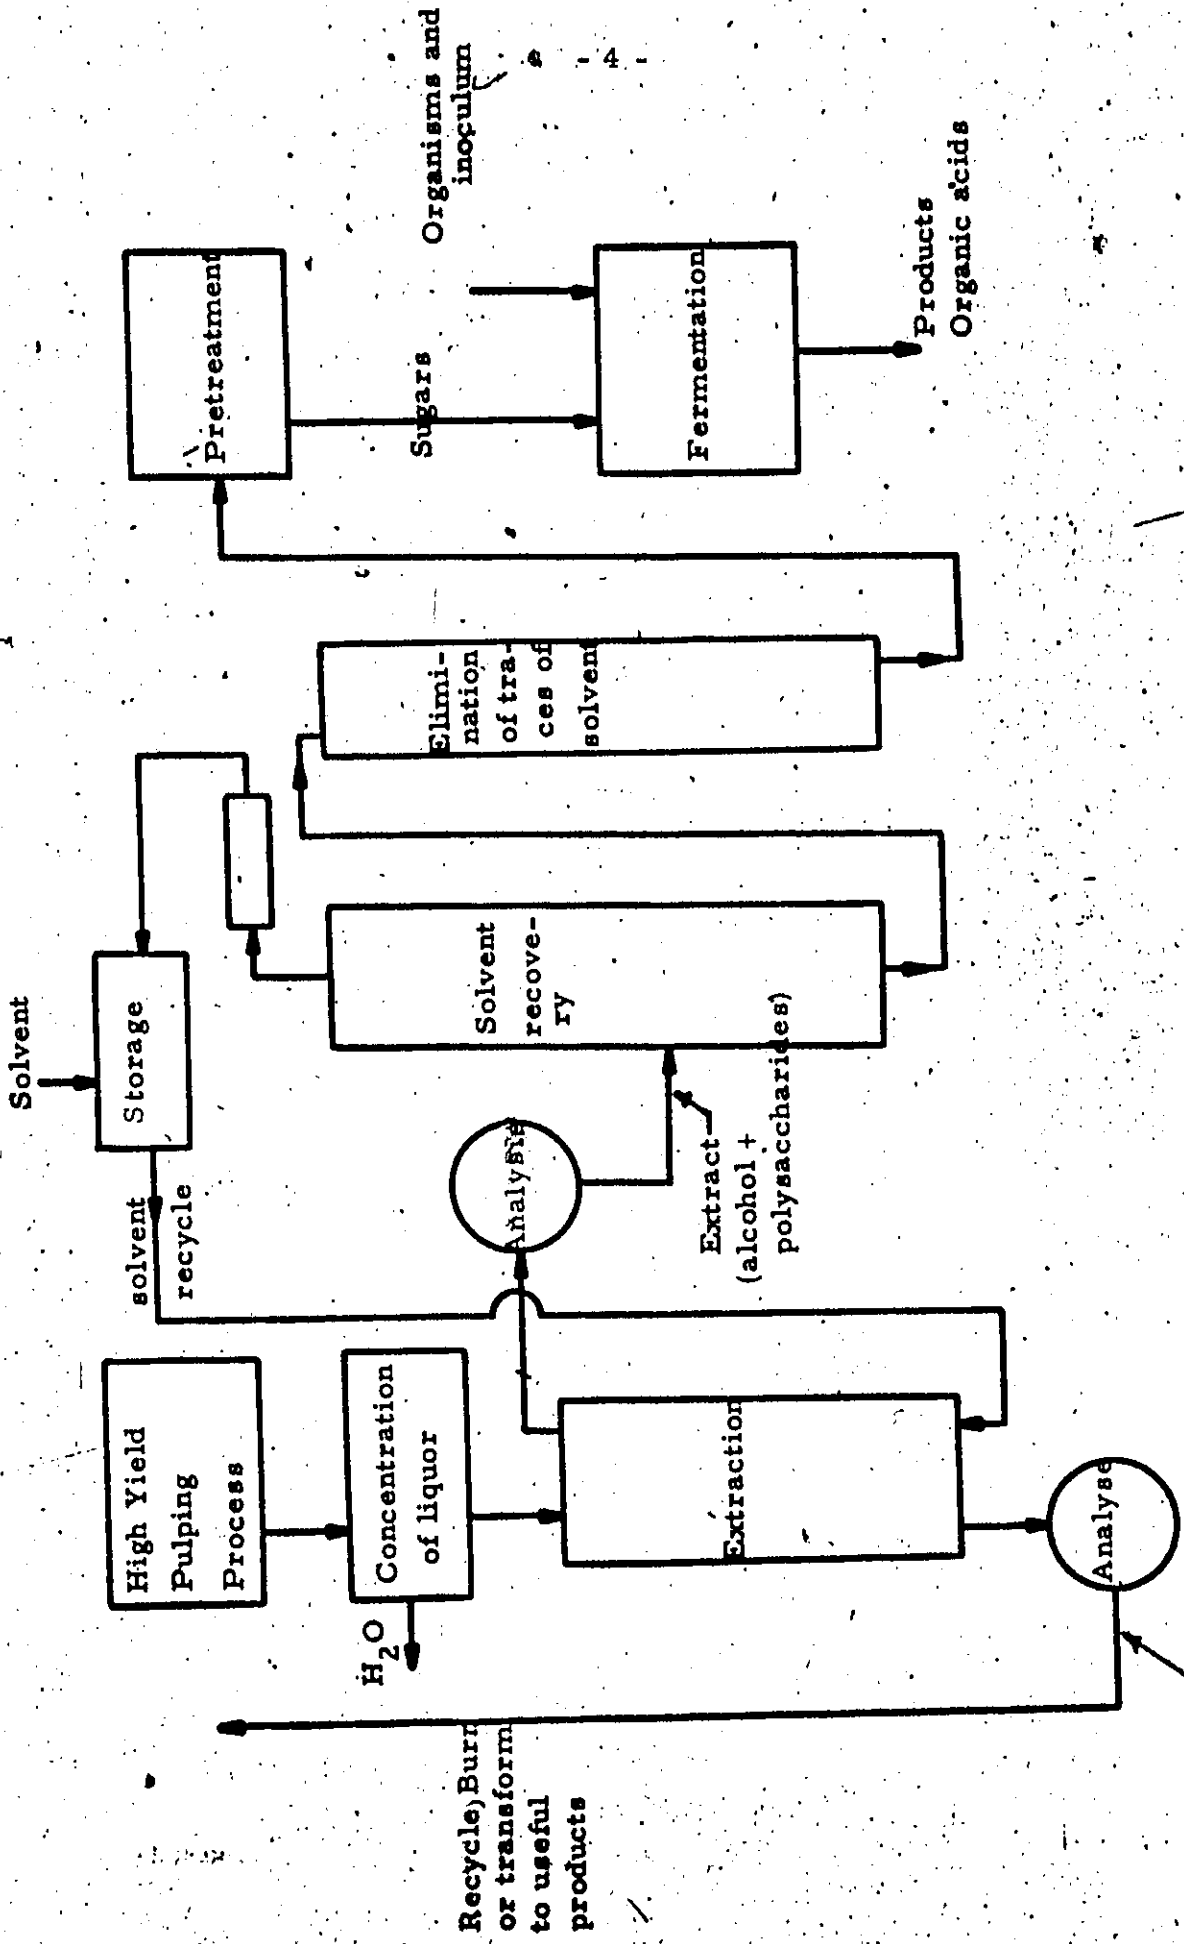 - 4 -
High Yield
Pulping
Process
Concentration
of liquor
H2O
Extraction
Analyse
Recycle, Burn
or transform
to useful
products
Solvent
Storage
solvent
recycle
Analysis
Extract
(alcohol +
polysaccharides)
Solvent
recove-
ry
Elimi-
nation
of tra-
ces of
solvent
Pretreatment
Sugars
Organisms and
inoculum
Fermentation
Products
Organic acids